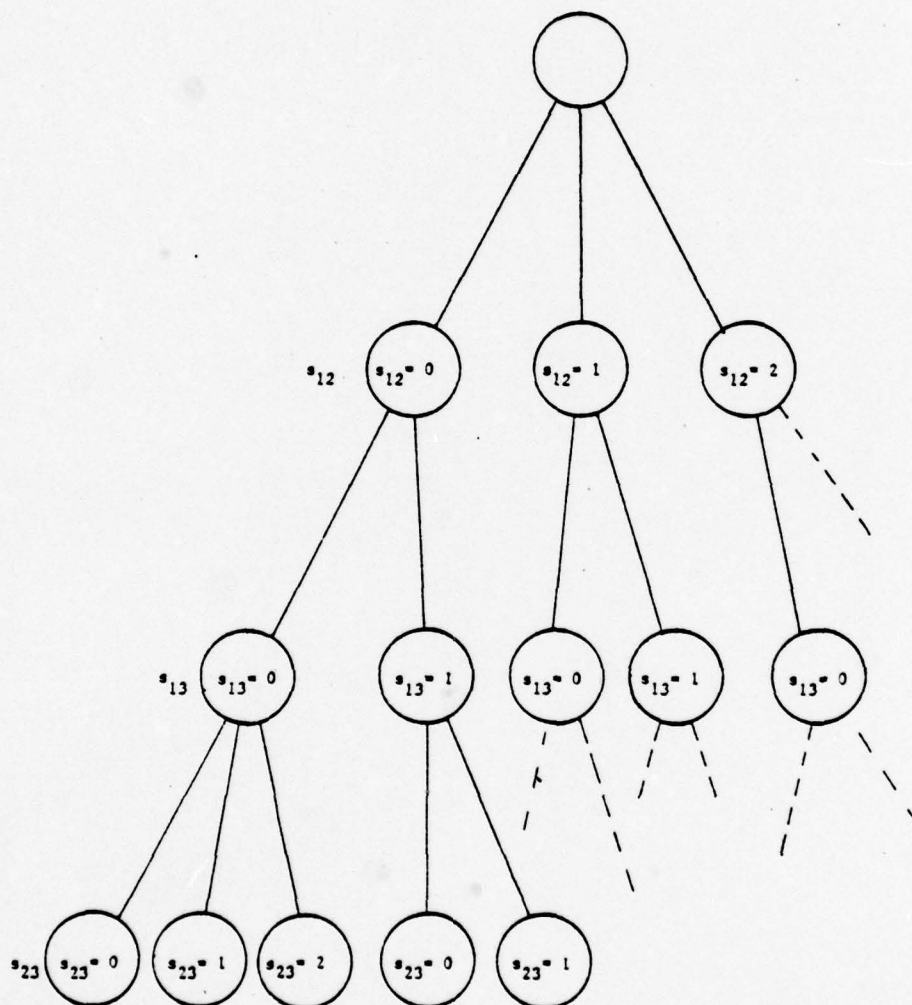 s12 s12= 0 s12= 1 s12= 2
s13 s13= 0 s13= 1 s13= 0 s13= 1 s13= 0
s23 s23= 0 s23= 1 s23= 2 s23= 0 s23= 1